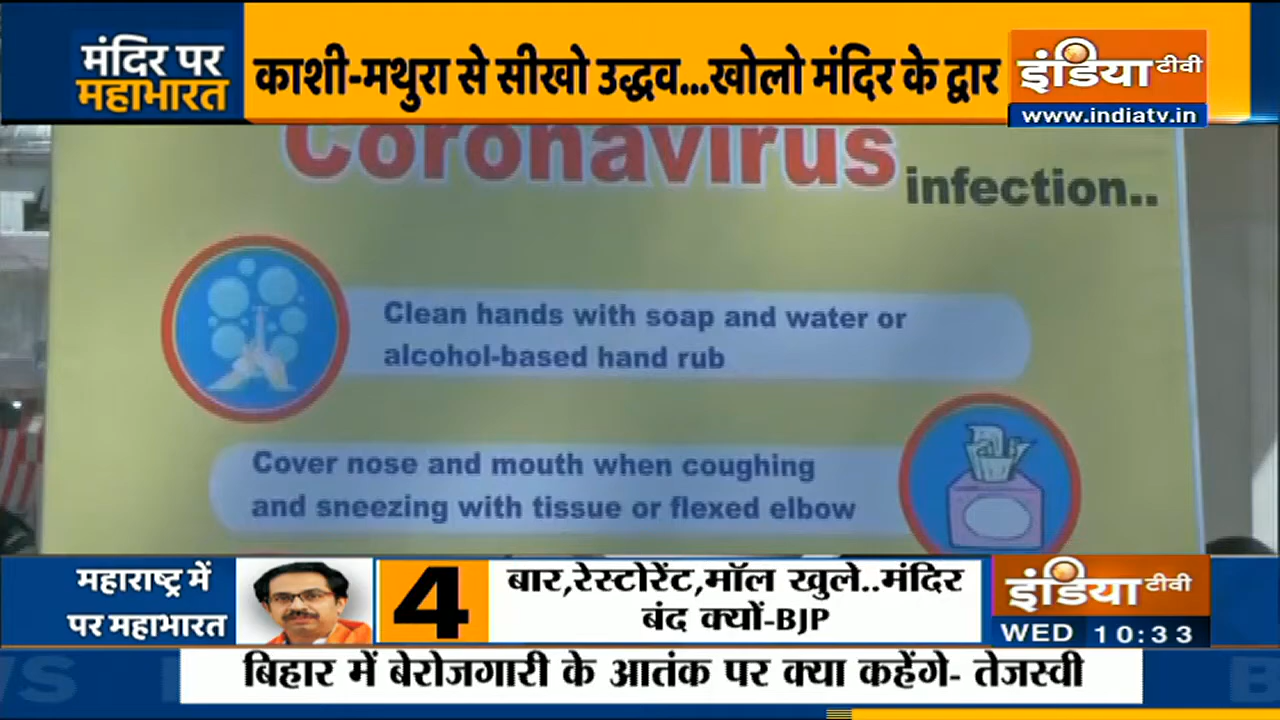 मंदिर पर
महाभारत
काशी-मथुरा से सीखो उद्धव...खोलो मंदिर के द्वार
इंडिया टीवी
www.indiatv.in
Coronavirus
infection..
Clean hands with soap and water or
alcohol-based hand rub
Cover nose and mouth when coughing
and sneezing with tissue or flexed elbow
महाराष्ट्र में
पर महाभारत
4
बार,रेस्टोरेंट,मॉल खुले..मंदिर
बंद क्यों-BJP
इंडिया टीवी
WED 10:33
बिहार में बेरोजगारी के आतंक पर क्या कहेंगे- तेजस्वी